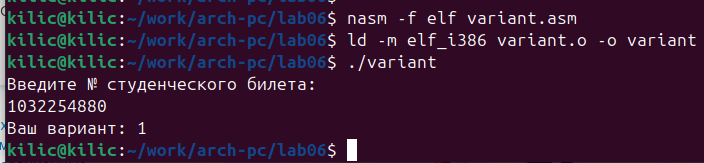 kilic@kilic:~/work/arch-pc/lab06$ nasm -f elf variant.asm
kilic@kilic:~/work/arch-pc/lab06$ ld -m elf_i386 variant.o -o variant
kilic@kilic:~/work/arch-pc/lab06$ ./variant
Введите № студенческого билета:
1032254880
Ваш вариант: 1
kilic@kilic:~/work/arch-pc/lab06$